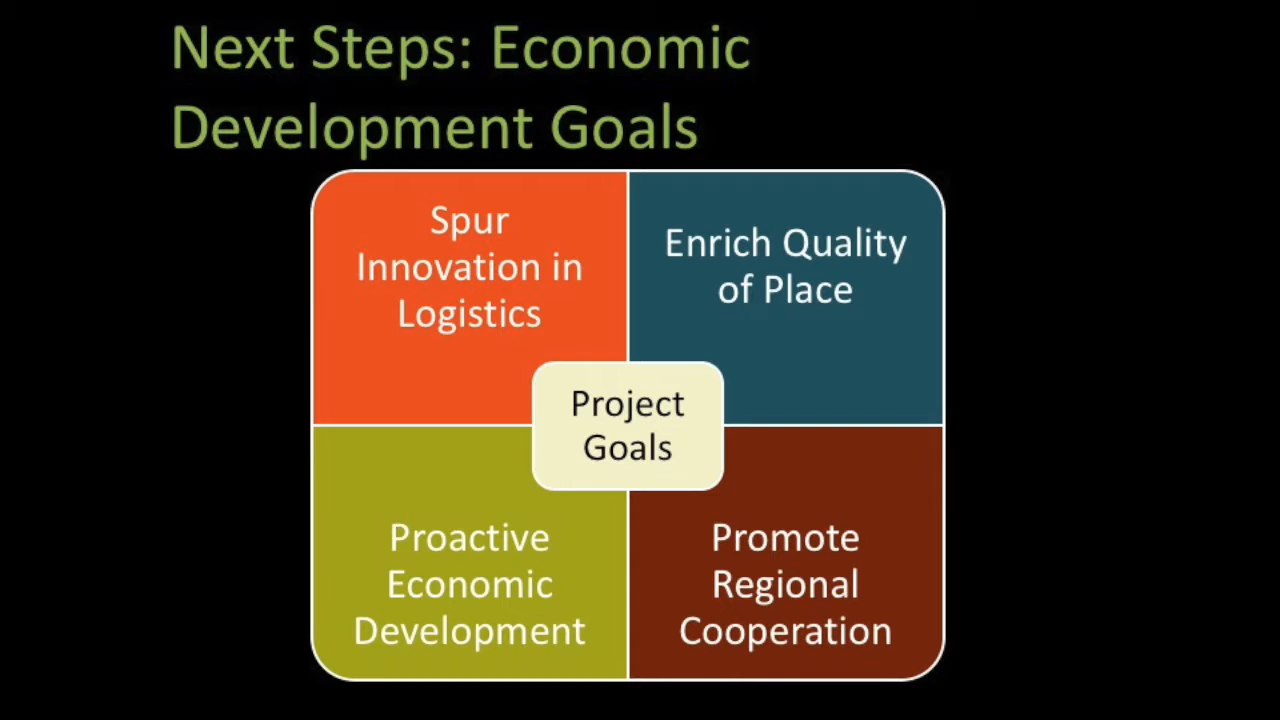 Next Steps: Economic
Development Goals
Spur
Innovation in
Logistics
Enrich Quality
of Place
Project
Goals
Proactive
Economic
Development
Promote
Regional
Cooperation